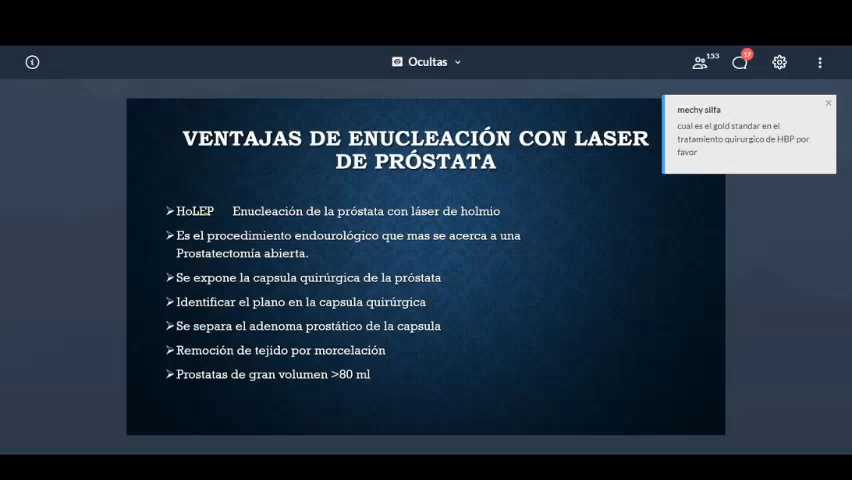 Ocultas
153
17
mechy silfa
cual es el gold standar en el
tratamiento quirurgico de HBP por
favor
VENTAJAS DE ENUCLEACIÓN CON LASER
DE PRÓSTATA
HoLEP Enucleación de la próstata con láser de holmio
Es el procedimiento endourológico que mas se acerca a una
Prostatectomía abierta.
Se expone la capsula quirúrgica de la próstata
Identificar el plano en la capsula quirúrgica
Se separa el adenoma prostático de la capsula
Remoción de tejido por morcelación
Prostatas de gran volumen >80 ml